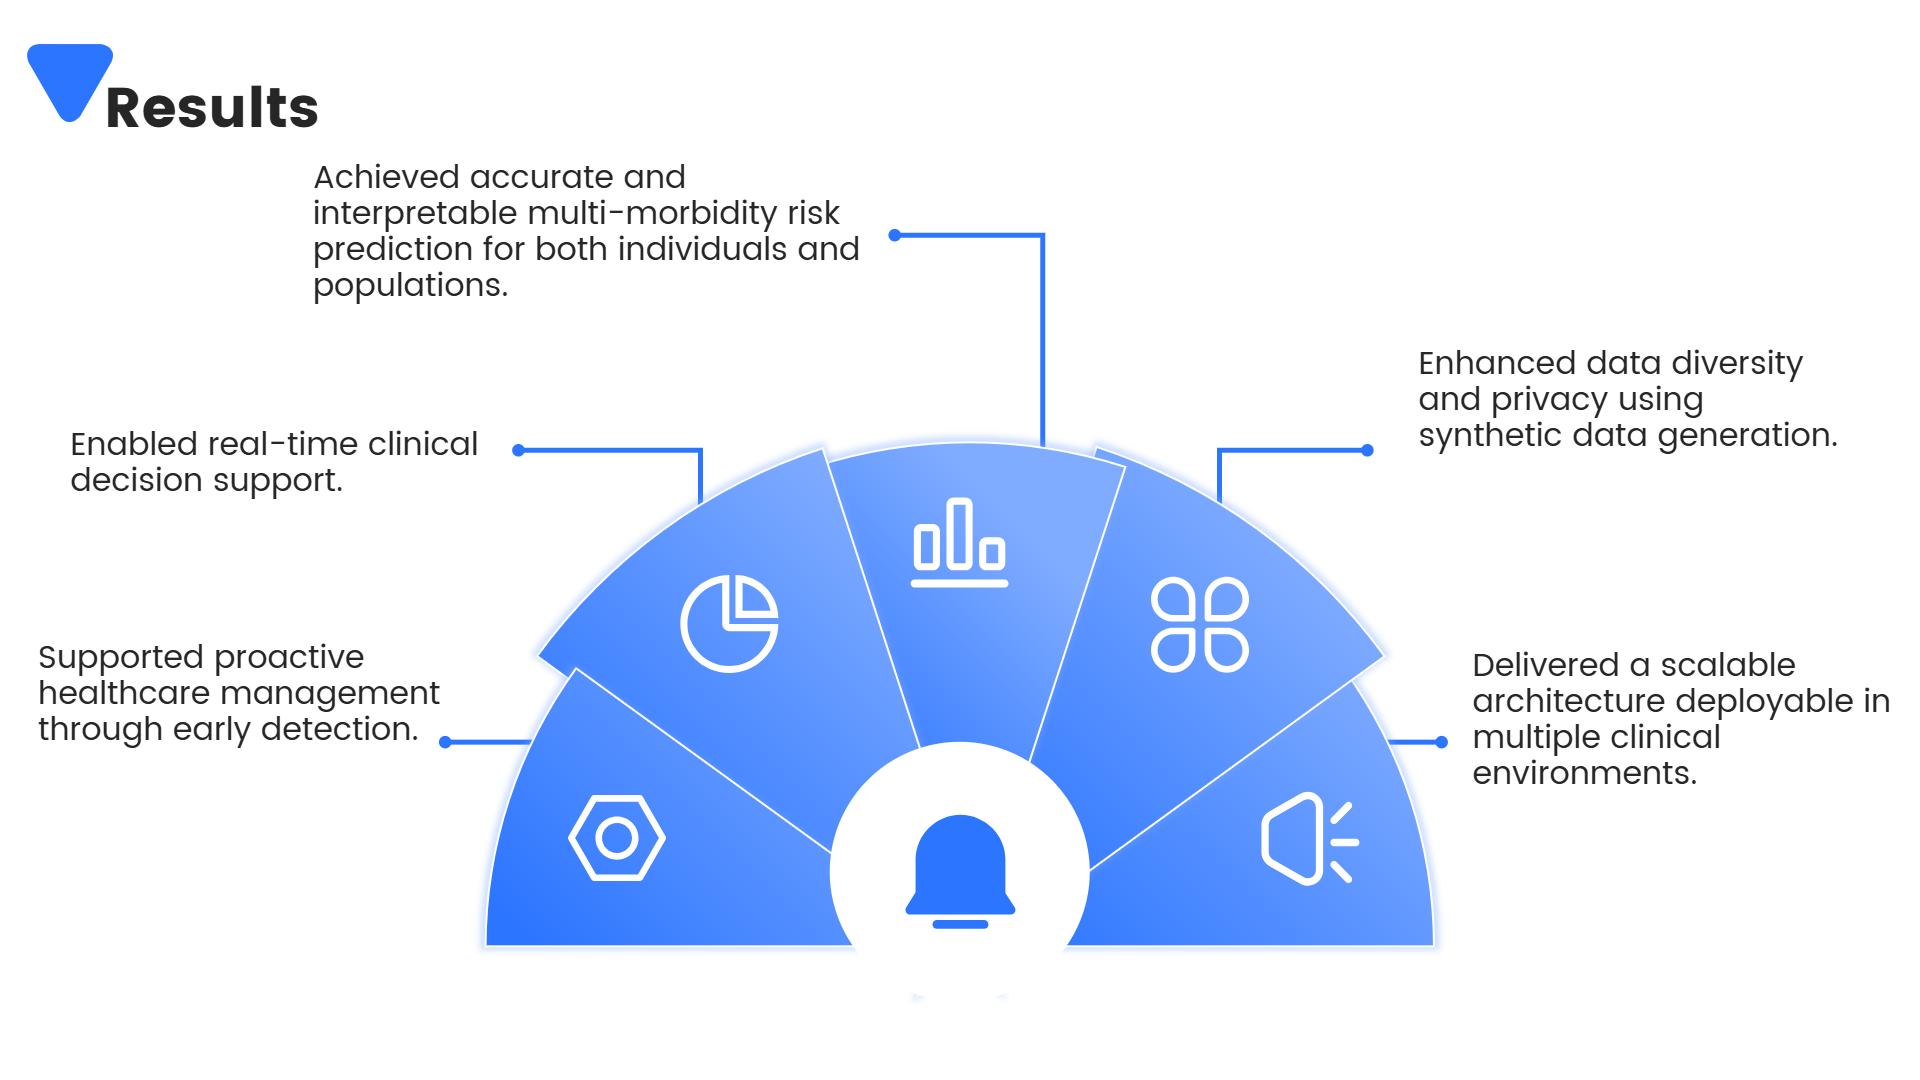 Results
Achieved accurate and
interpretable multi-morbidity risk
prediction for both individuals and
populations.
Enhanced data diversity
and privacy using
synthetic data generation.
Enabled real-time clinical
decision support.
Supported proactive
healthcare management
through early detection.
Delivered a scalable
architecture deployable in
multiple clinical
environments.